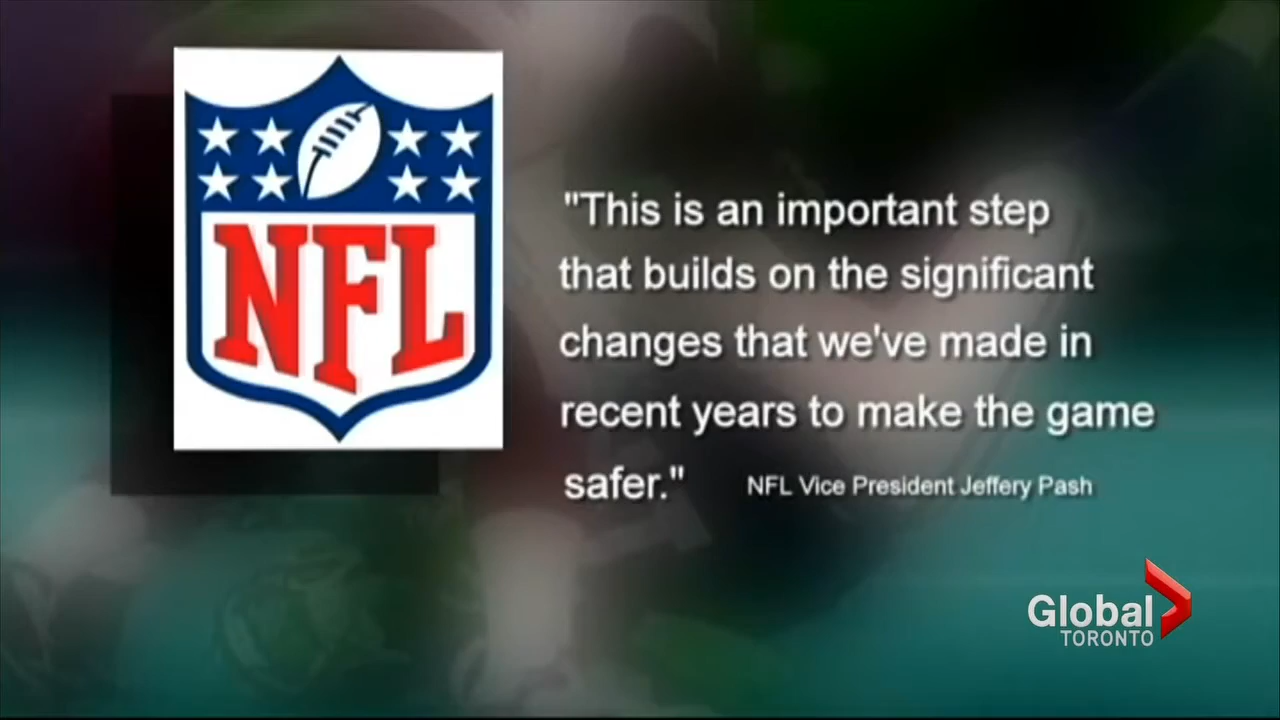 NFL
"This is an important step
that builds on the significant
changes that we've made in
recent years to make the game
safer."
NFL Vice President Jeffery Pash
Global
TORONTO